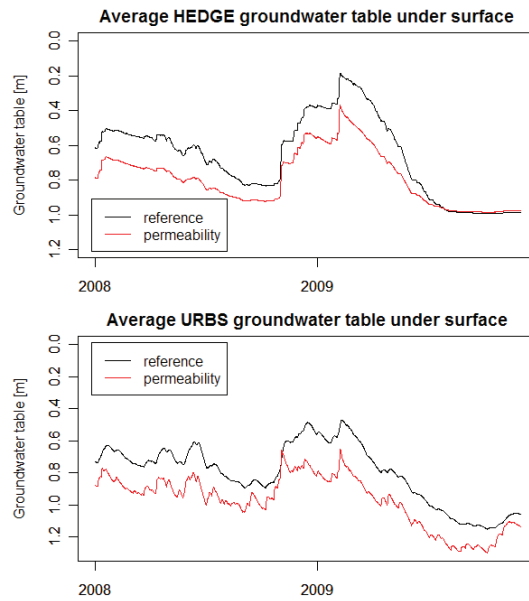 Average HEDGE groundwater table under surface
Groundwater table [m]
0.0
0.2
0.4
0.6
0.8
1.0
1.2
reference
permeability
2008
2009
Average URBS groundwater table under surface
Groundwater table [m]
0.0
0.2
0.4
0.6
0.8
1.0
1.2
reference
permeability
2008
2009